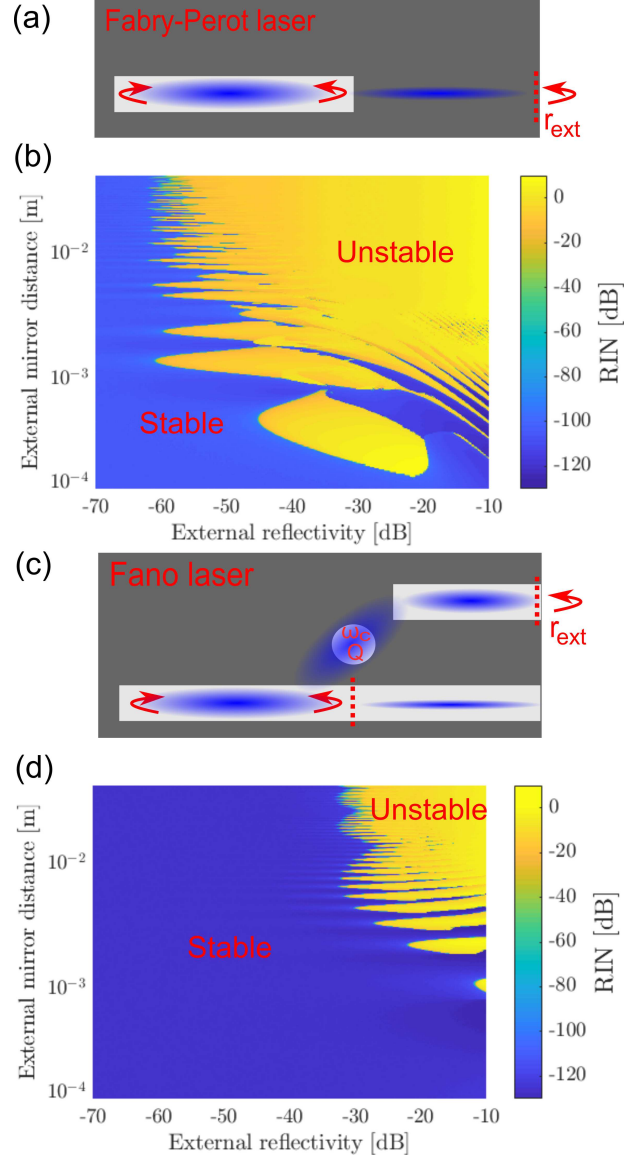 (a)
Fabry-Perot laser
r_ext
(b)
External mirror distance [m]
10^-2
10^-3
10^-4
Unstable
Stable
-70 -60 -50 -40 -30 -20 -10
External reflectivity [dB]
0
-20
-40
-60
-80
-100
-120
RIN [dB]
(c)
Fano laser
ω_c
Q
r_ext
(d)
External mirror distance [m]
10^-2
10^-3
10^-4
Unstable
Stable
-70 -60 -50 -40 -30 -20 -10
External reflectivity [dB]
0
-20
-40
-60
-80
-100
-120
RIN [dB]